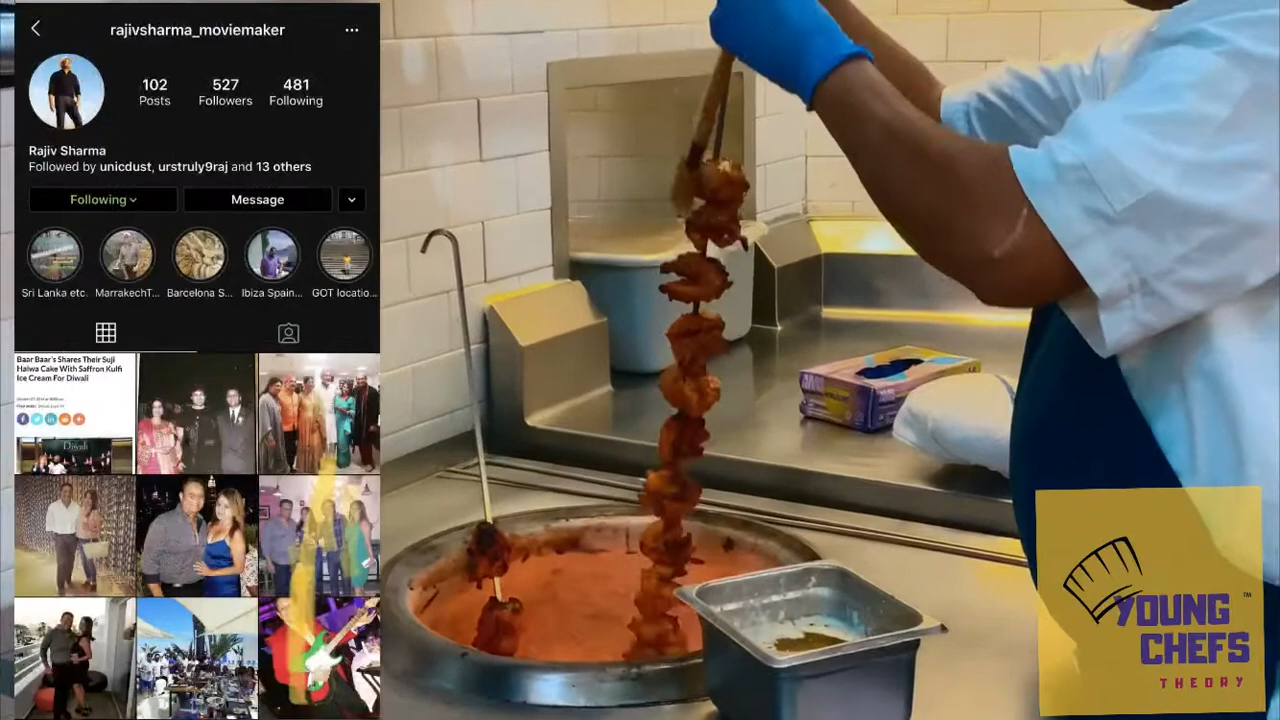 rajivsharma_moviemaker
102
527
481
Posts
Followers
Following
Rajiv Sharma
Followed by unicdust, urstruly9raj and 13 others
Following
Message
Sri Lanka etc.
MarrakechT...
Barcelona S...
Ibiza Spain...
GOT locatio...
Baar Baar's Shares Their Suji
Halwa Cake With Saffron Kulfi
Ice Cream For Diwali
Diwali
YOUNG ™
CHEFS
THEORY